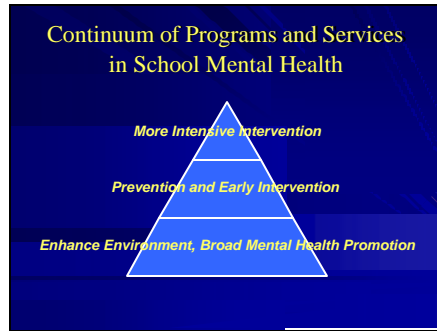 Continuum of Programs and Services
in School Mental Health
More Intensive Intervention
Prevention and Early Intervention
Enhance Environment, Broad Mental Health Promotion